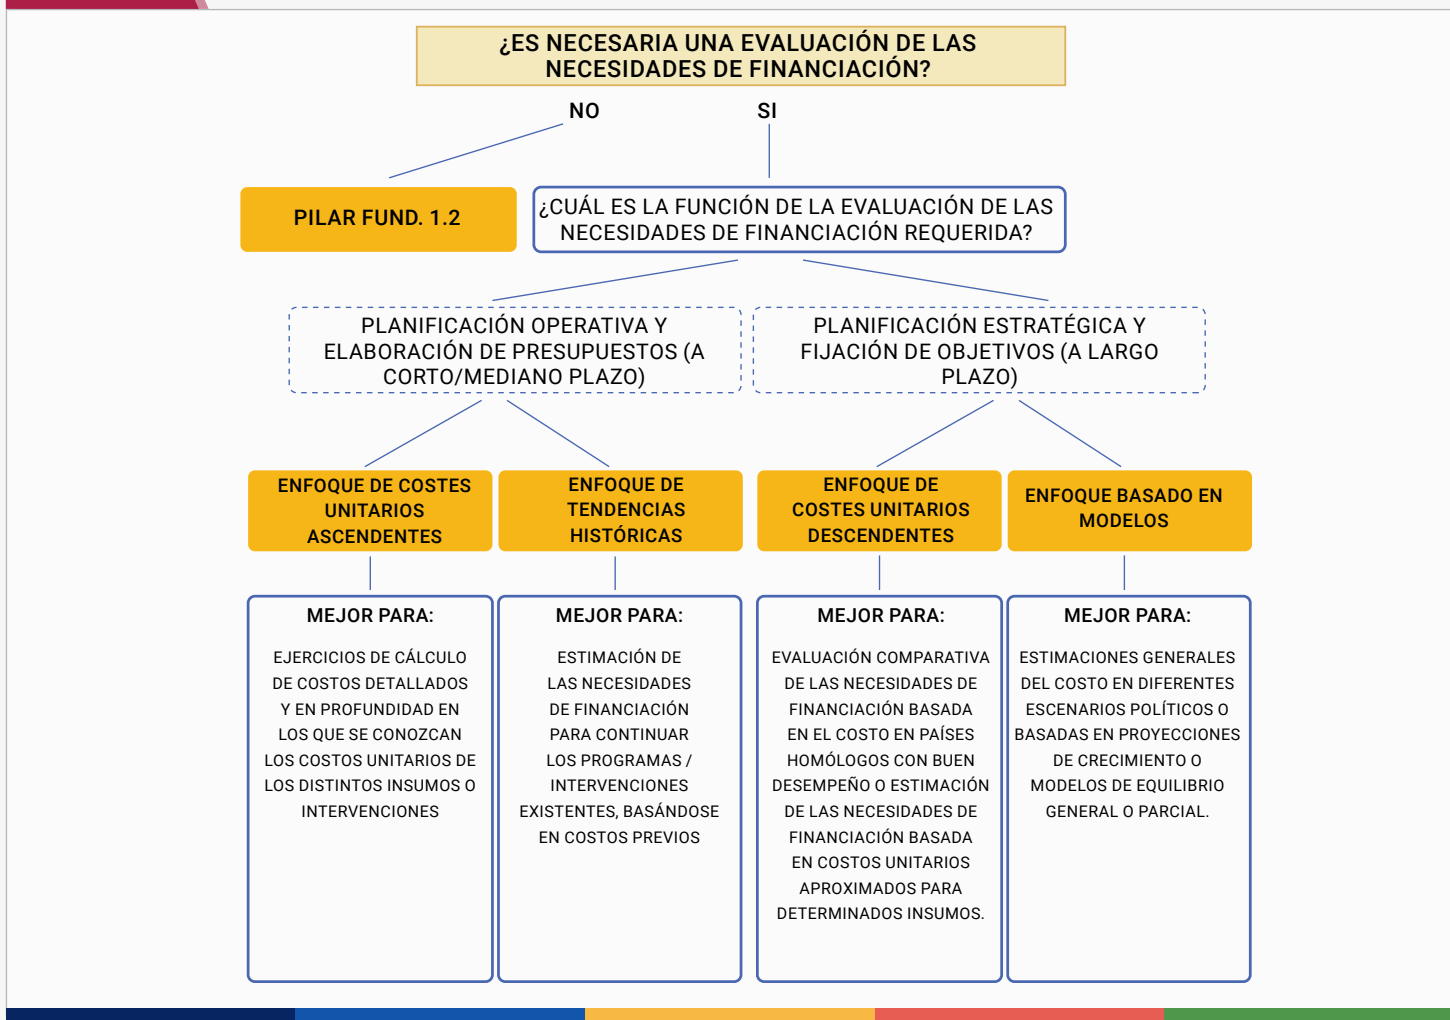 ¿ES NECESARIA UNA EVALUACIÓN DE LAS
NECESIDADES DE FINANCIACIÓN?
NO
SI
PILAR FUND. 1.2
¿CUÁL ES LA FUNCIÓN DE LA EVALUACIÓN DE LAS
NECESIDADES DE FINANCIACIÓN REQUERIDA?
PLANIFICACIÓN OPERATIVA Y
ELABORACIÓN DE PRESUPUESTOS (A
CORTO/MEDIANO PLAZO)
PLANIFICACIÓN ESTRATÉGICA Y
FIJACIÓN DE OBJETIVOS (A LARGO
PLAZO)
ENFOQUE DE COSTES
UNITARIOS
ASCENDENTES
ENFOQUE DE
TENDENCIAS
HISTÓRICAS
ENFOQUE DE
COSTES UNITARIOS
DESCENDENTES
ENFOQUE BASADO EN
MODELOS
MEJOR PARA:
EJERCICIOS DE CÁLCULO
DE COSTOS DETALLADOS
Y EN PROFUNDIDAD EN
LOS QUE SE CONOZCAN
LOS COSTOS UNITARIOS DE
LOS DISTINTOS INSUMOS O
INTERVENCIONES
MEJOR PARA:
ESTIMACIÓN DE
LAS NECESIDADES
DE FINANCIACIÓN
PARA CONTINUAR
LOS PROGRAMAS /
INTERVENCIONES
EXISTENTES, BASÁNDOSE
EN COSTOS PREVIOS
MEJOR PARA:
EVALUACIÓN COMPARATIVA
DE LAS NECESIDADES DE
FINANCIACIÓN BASADA
EN EL COSTO EN PAÍSES
HOMÓLOGOS CON BUEN
DESEMPEÑO O ESTIMACIÓN
DE LAS NECESIDADES DE
FINANCIACIÓN BASADA
EN COSTOS UNITARIOS
APROXIMADOS PARA
DETERMINADOS INSUMOS.
MEJOR PARA:
ESTIMACIONES GENERALES
DEL COSTO EN DIFERENTES
ESCENARIOS POLÍTICOS O
BASADAS EN PROYECCIONES
DE CRECIMIENTO O
MODELOS DE EQUILIBRIO
GENERAL O PARCIAL.